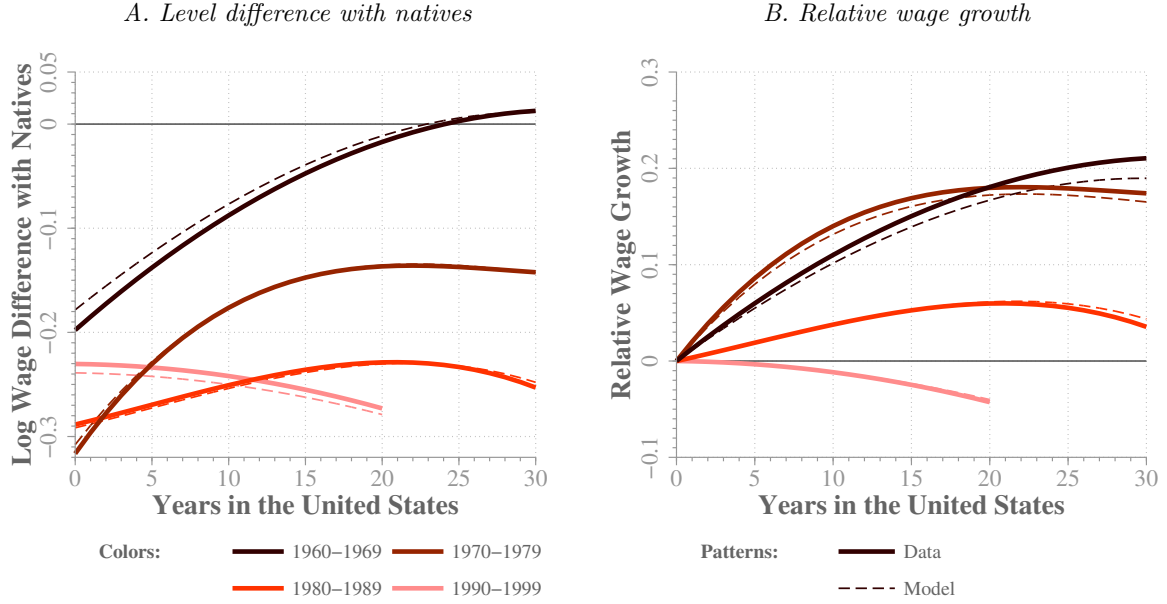 A. Level difference with natives
B. Relative wage growth
Log Wage Difference with Natives
0.05
0
−0.1
−0.2
−0.3
0 5 10 15 20 25 30
Years in the United States
Relative Wage Growth
0.3
0.2
0.1
0
−0.1
0 5 10 15 20 25 30
Years in the United States
Colors: 1960−1969 1970−1979
1980−1989 1990−1999
Patterns: Data
Model